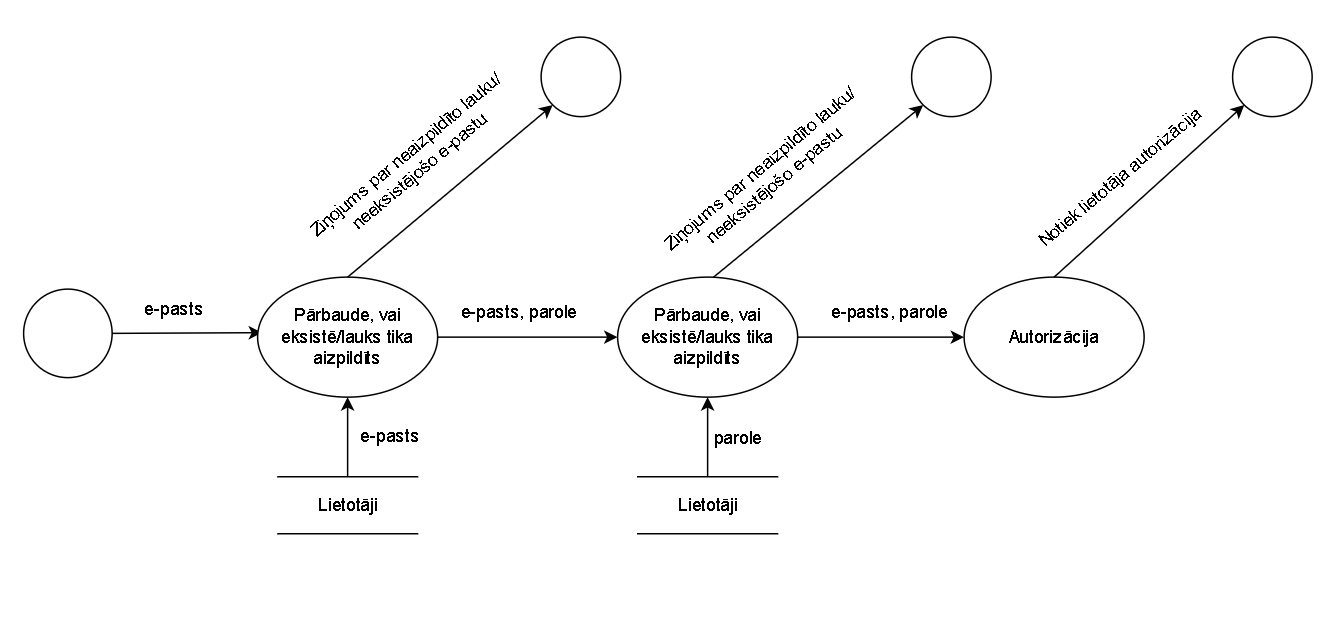 Ziņojums par neaizpildīto lauku/
neeksistējošo e-pastu
Ziņojums par neaizpildīto lauku/
neeksistējošo e-pastu
Notiek lietotāja autorizācija
e-pasts
Pārbaude, vai
eksistē/lauks tika
aizpildīts
e-pasts, parole
Pārbaude, vai
eksistē/lauks tika
aizpildīts
e-pasts, parole
Autorizācija
e-pasts
parole
Lietotāji
Lietotāji